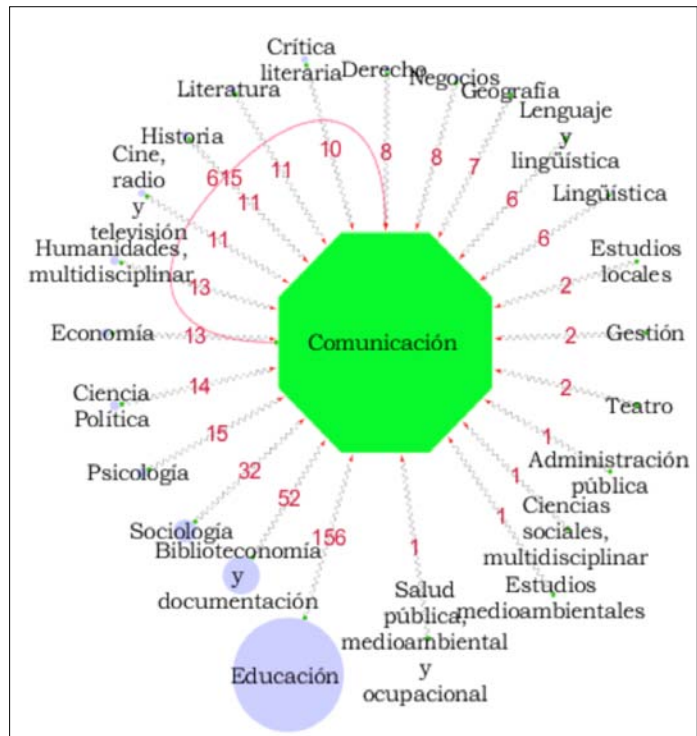 Crítica
literaria
Derecho
Negocios
Geografía
Lenguaje
y
lingüística
Lingüística
Estudios
locales
Gestión
Teatro
Administración
pública
Ciencias
sociales,
multidisciplinar
Estudios
medioambientales
Salud
pública,
medioambiental
y
ocupacional
Educación
Biblioteconomía
y
documentación
Sociología
Psicología
Ciencia
Política
Economía
Humanidades,
multidisciplinar
Cine,
radio
y
televisión
Historia
Literatura
Comunicación
10
8
8
7
6
6
2
2
2
1
1
1
1
156
52
32
15
14
13
13
11
11
11
615